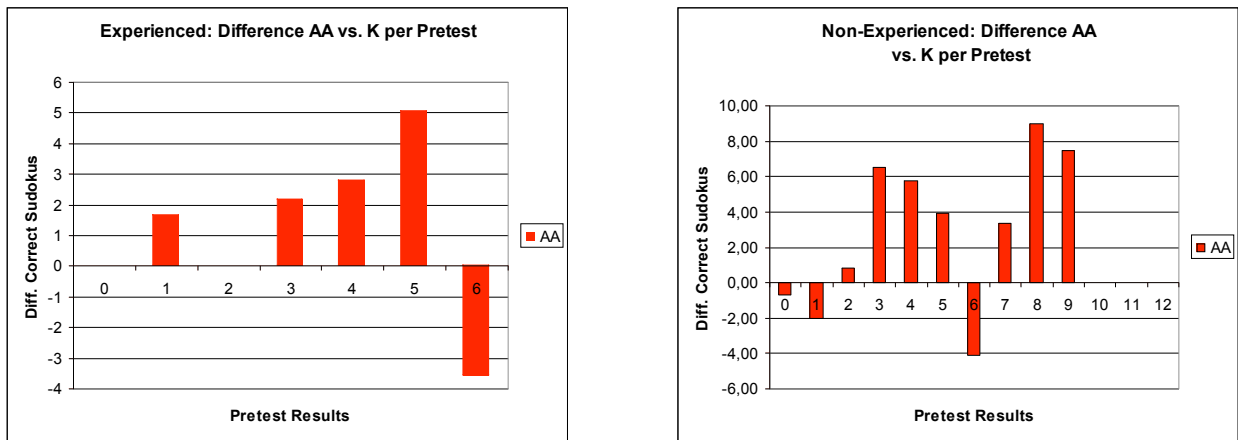 Experienced: Difference AA vs. K per Pretest
6
5
4
3
2
1
0
-1
-2
-3
-4
Diff. Correct Sudokus
0 1 2 3 4 5 6
AA
Pretest Results
Non-Experienced: Difference AA
vs. K per Pretest
10,00
8,00
6,00
4,00
2,00
0,00
-2,00
-4,00
-6,00
Diff. Correct Sudokus
0 1 2 3 4 5 6 7 8 9 10 11 12
AA
Pretest Results